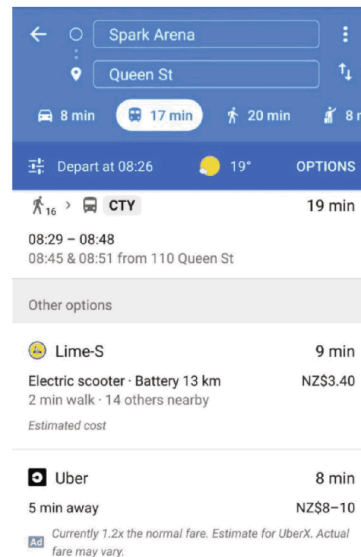 Spark Arena
Queen St
8 min 17 min 20 min 8 m
Depart at 08:26 19° OPTIONS
16 > CTY 19 min
08:29 – 08:48
08:45 & 08:51 from 110 Queen St
Other options
Lime-S 9 min
Electric scooter · Battery 13 km NZ$3.40
2 min walk · 14 others nearby
Estimated cost
Uber 8 min
5 min away NZ$8–10
Ad Currently 1.2x the normal fare. Estimate for UberX. Actual
fare may vary.